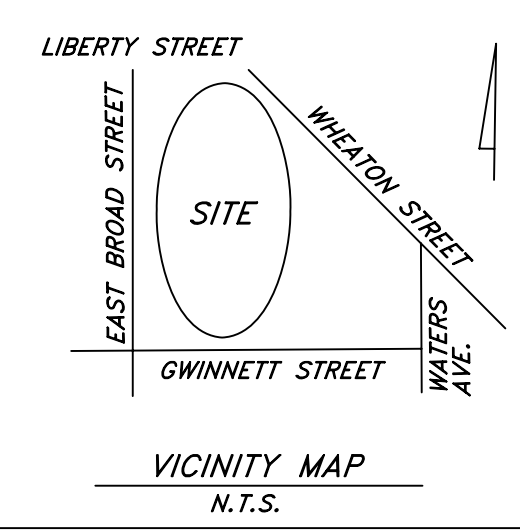 LIBERTY STREET
EAST BROAD STREET
WHEATON STREET
SITE
WATERS
AVE.
GWINNETT STREET
VICINITY MAP
N.T.S.